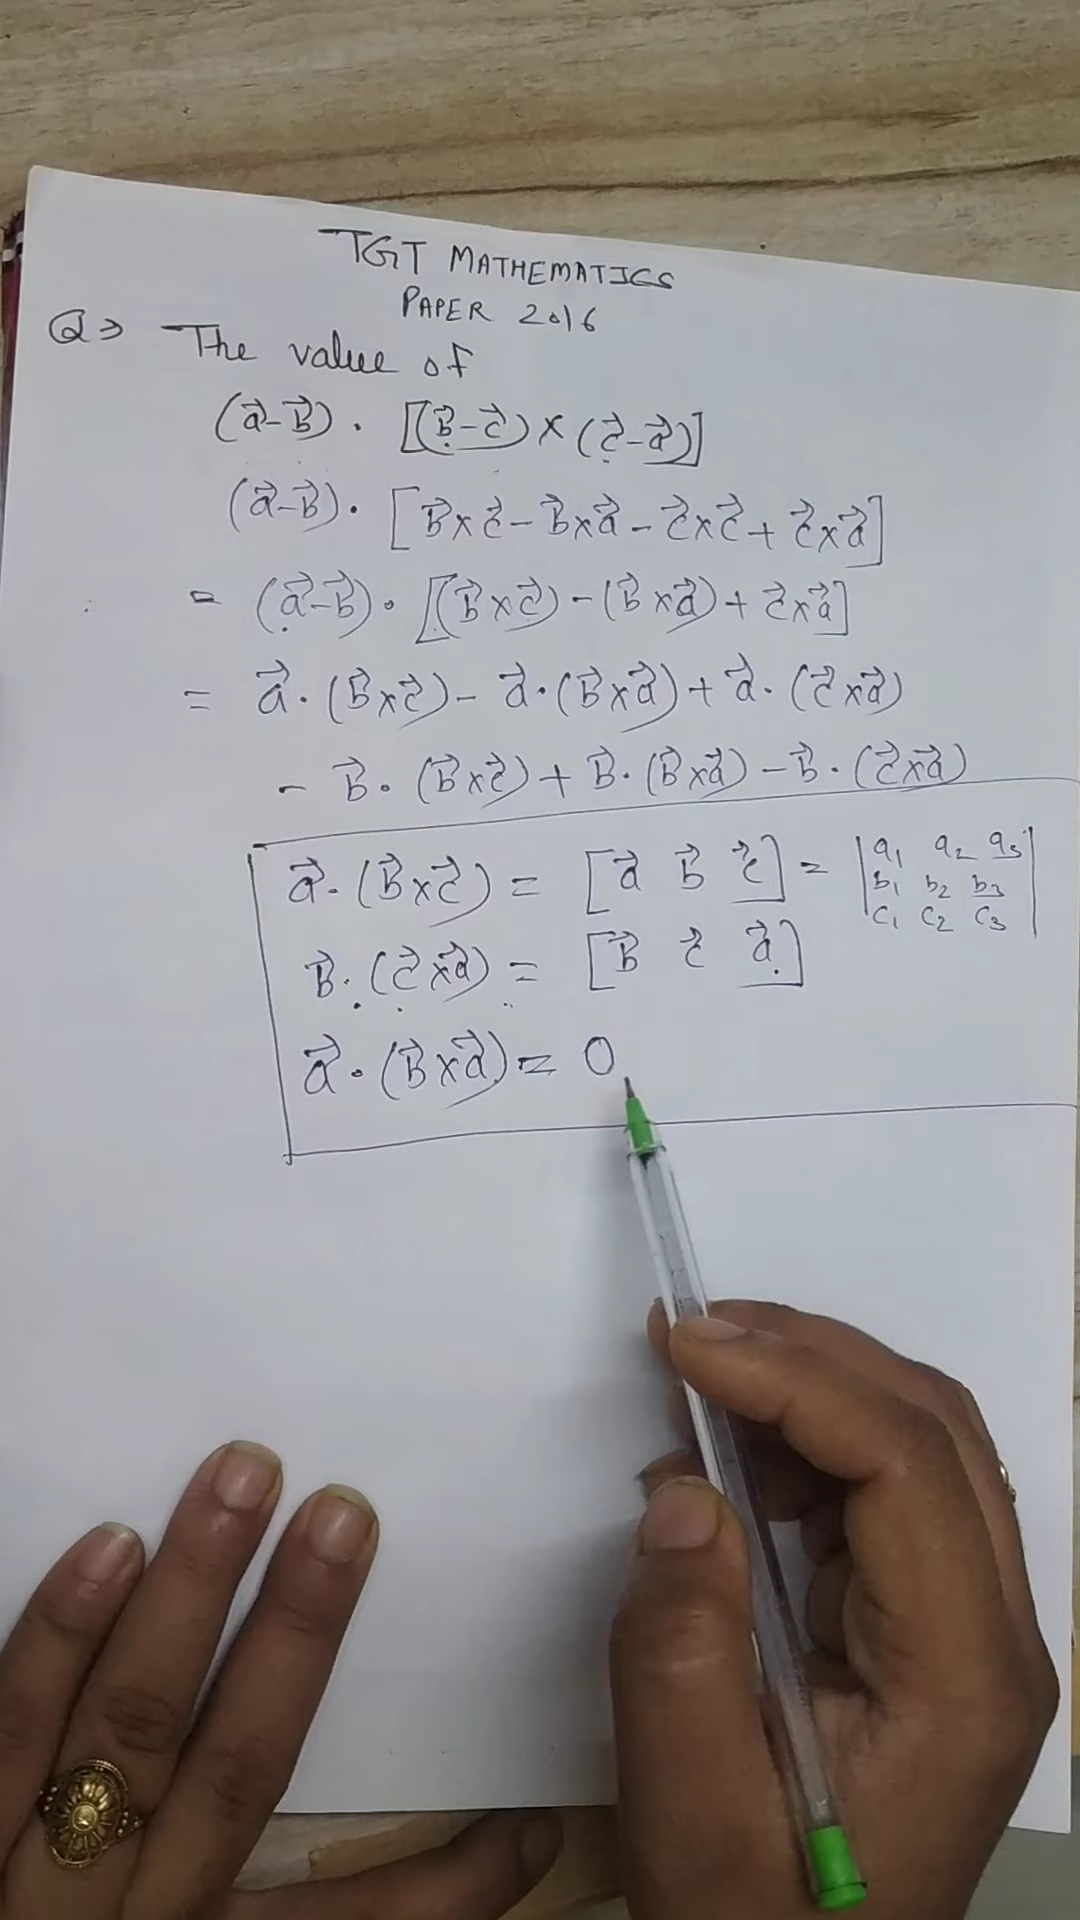 TGT MATHEMATICS
PAPER 2016
Q⇒ The value of
(a⃗-b⃗) · [(b⃗-c⃗) × (c⃗-a⃗)]
(a⃗-b⃗) · [b⃗×c⃗ - b⃗×a⃗ - c⃗×c⃗ + c⃗×a⃗]
= (a⃗-b⃗) · [(b⃗×c⃗) - (b⃗×a⃗) + c⃗×a⃗]
= a⃗ · (b⃗×c⃗) - a⃗ · (b⃗×a⃗) + a⃗ · (c⃗×a⃗)
- b⃗ · (b⃗×c⃗) + b⃗ · (b⃗×a⃗) - b⃗ · (c⃗×a⃗)
a⃗ · (b⃗×c⃗) = [a⃗ b⃗ c⃗] = |a₁ a₂ a₃
b₁ b₂ b₃
c₁ c₂ c₃|
b⃗ · (c⃗×a⃗) = [b⃗ c⃗ a⃗]
a⃗ · (b⃗×a⃗) = 0